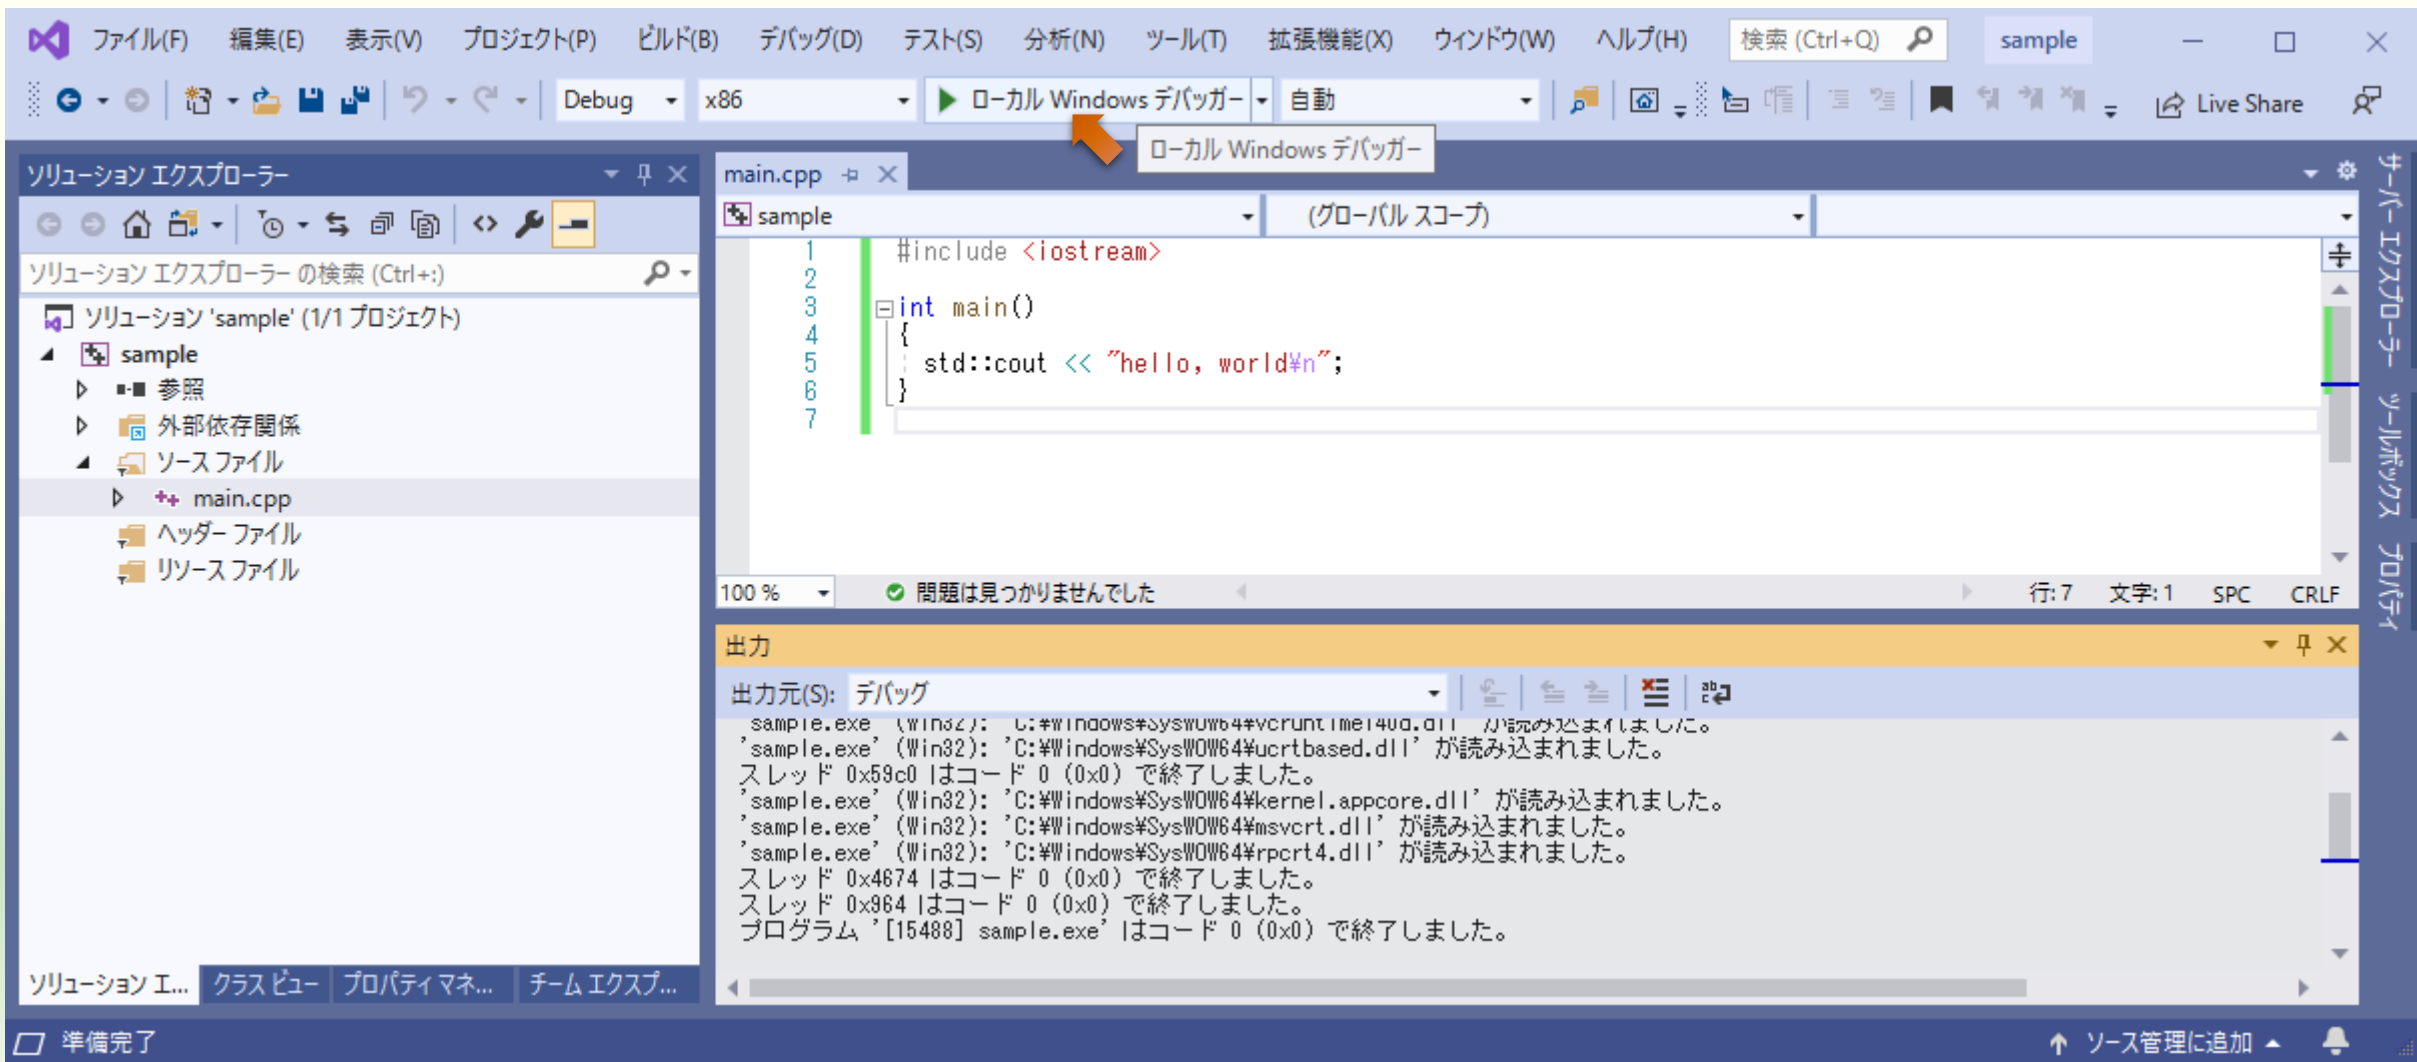 ファイル(F) 編集(E) 表示(V) プロジェクト(P) ビルド(B) デバッグ(D) テスト(S) 分析(N) ツール(T) 拡張機能(X) ウィンドウ(W) ヘルプ(H) 検索 (Ctrl+Q) sample
Debug x86 ローカル Windows デバッガー 自動 Live Share
ローカル Windows デバッガー
ソリューション エクスプローラー
ソリューション エクスプローラー の検索 (Ctrl+:)
ソリューション 'sample' (1/1 プロジェクト)
sample
参照
外部依存関係
ソース ファイル
main.cpp
ヘッダー ファイル
リソース ファイル
ソリューション エ... クラス ビュー プロパティ マネ... チーム エクスプ...
main.cpp
sample (グローバル スコープ)
1 #include <iostream>
2
3 int main()
4 {
5 std::cout << "hello, world¥n";
6 }
7
100 % 問題は見つかりませんでした 行: 7 文字: 1 SPC CRLF
出力
出力元(S): デバッグ
'sample.exe' (Win32): 'C:¥Windows¥SysWOW64¥vcruntime140d.dll' が読み込まれました。
'sample.exe' (Win32): 'C:¥Windows¥SysWOW64¥ucrtbased.dll' が読み込まれました。
スレッド 0x59c0 はコード 0 (0x0) で終了しました。
'sample.exe' (Win32): 'C:¥Windows¥SysWOW64¥kernel.appcore.dll' が読み込まれました。
'sample.exe' (Win32): 'C:¥Windows¥SysWOW64¥msvcrt.dll' が読み込まれました。
'sample.exe' (Win32): 'C:¥Windows¥SysWOW64¥rpcrt4.dll' が読み込まれました。
スレッド 0x4674 はコード 0 (0x0) で終了しました。
スレッド 0x964 はコード 0 (0x0) で終了しました。
プログラム '[15488] sample.exe' はコード 0 (0x0) で終了しました。
サーバー エクスプローラー
ツールボックス
プロパティ
準備完了 ソース管理に追加